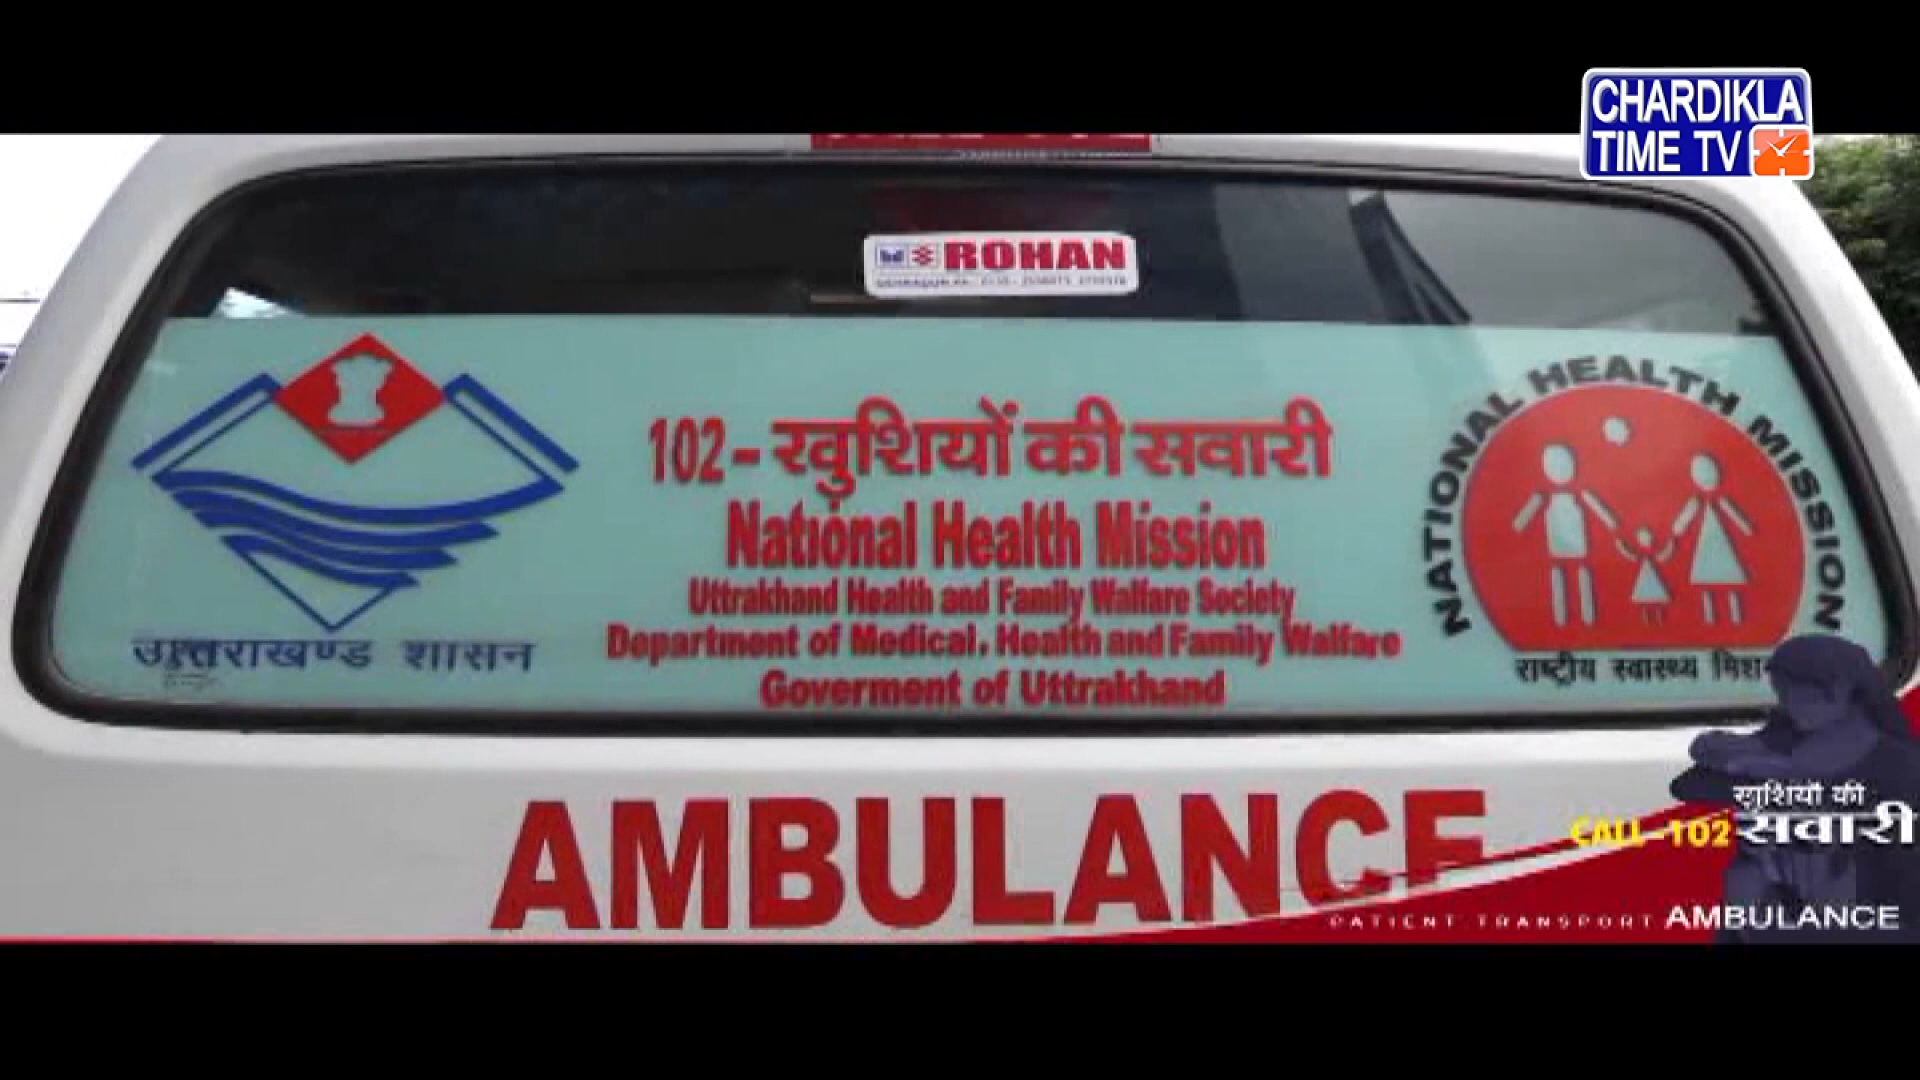 CHARDIKLA
TIME TV
ROHAN
102-खुशियों की सवारी
National Health Mission
Uttrakhand Health and Family Walfare Society
Department of Medical, Health and Family Walfare
Goverment of Uttrakhand
उत्तराखण्ड शासन
NATIONAL HEALTH MISSION
राष्ट्रीय स्वास्थ्य मिश
AMBULANCE
खुशियों की
CALL-102 सवारी
PATIENT TRANSPORT AMBULANCE